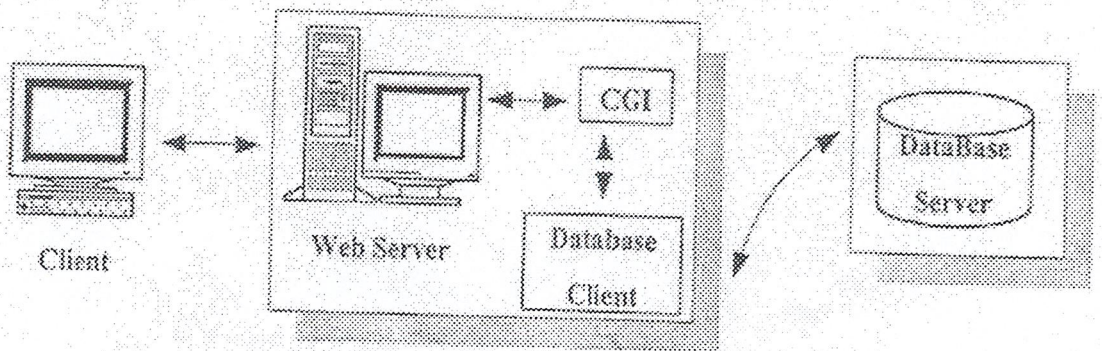 Client
Web Server
CGI
Database
Client
DataBase
Server